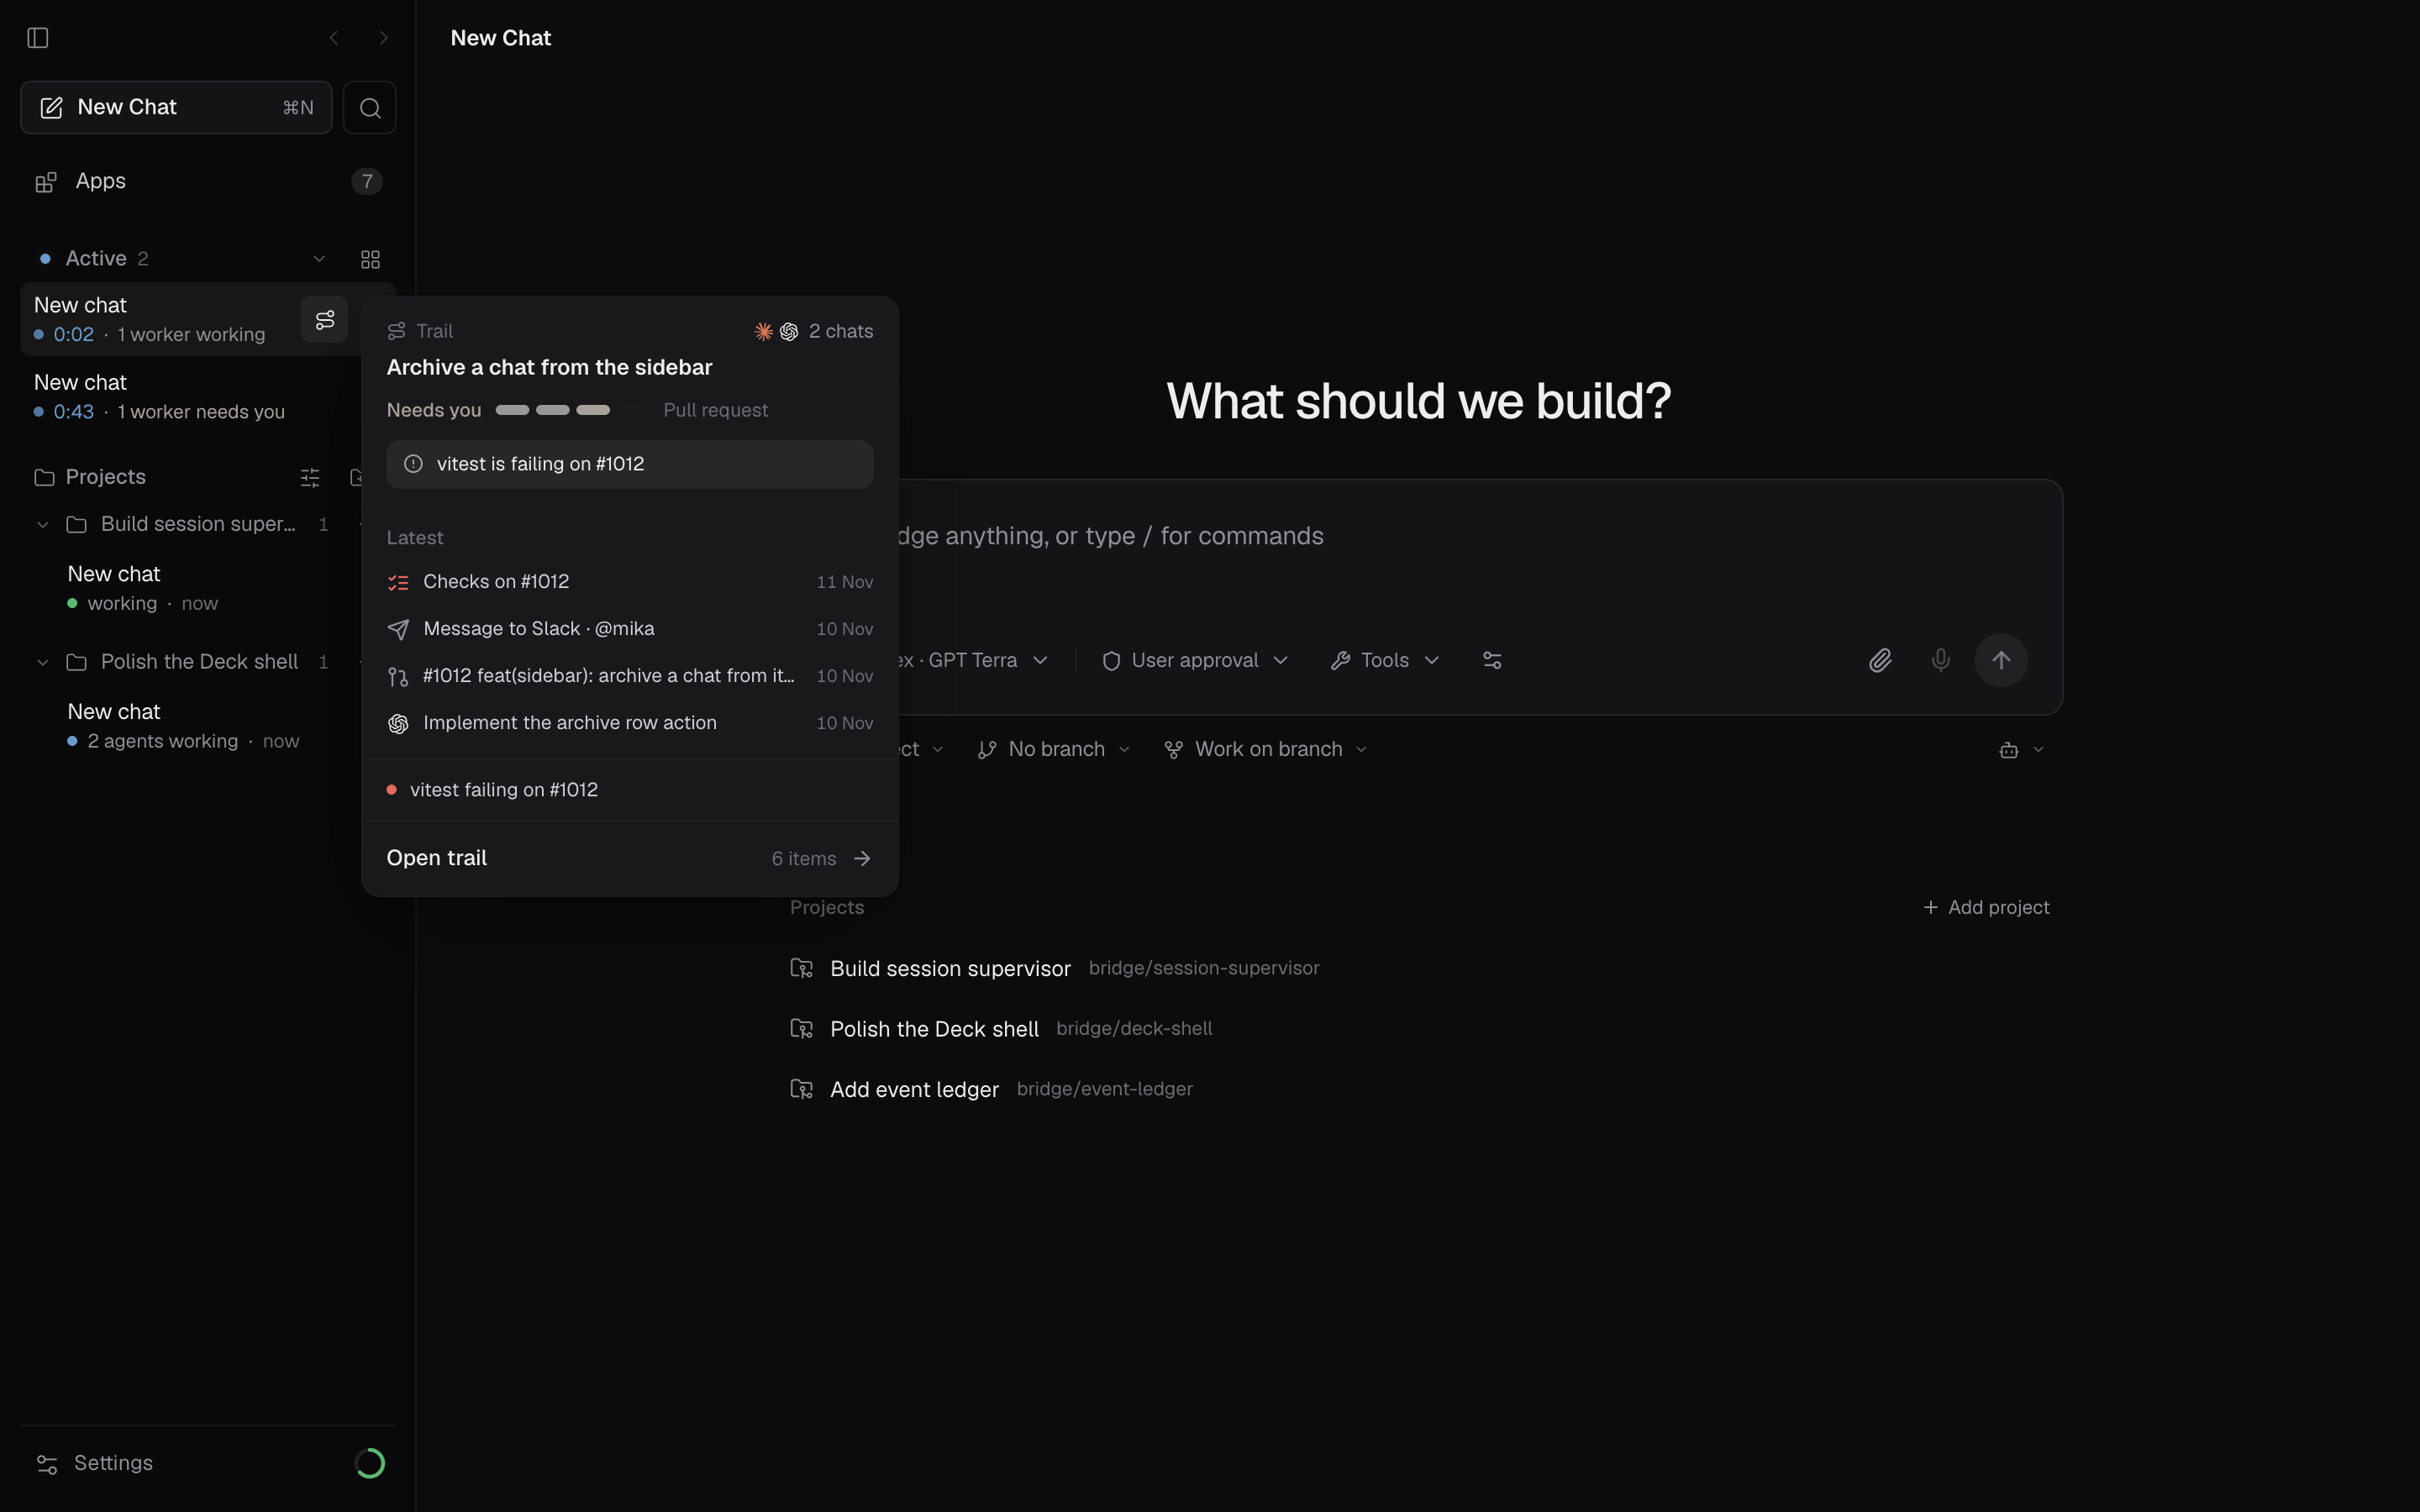 New Chat
New Chat ⌘N
Apps 7
Active 2
New chat
0:02 · 1 worker working
New chat
0:43 · 1 worker needs you
Projects
Build session super... 1
New chat
working · now
Polish the Deck shell 1
New chat
2 agents working · now
Settings
Trail 2 chats
Archive a chat from the sidebar
Needs you Pull request
vitest is failing on #1012
Latest
Checks on #1012 11 Nov
Message to Slack · @mika 10 Nov
#1012 feat(sidebar): archive a chat from it... 10 Nov
Implement the archive row action 10 Nov
vitest failing on #1012
Open trail 6 items
What should we build?
anything, or type / for commands
· GPT Terra User approval Tools
No branch Work on branch
Projects Add project
Build session supervisor bridge/session-supervisor
Polish the Deck shell bridge/deck-shell
Add event ledger bridge/event-ledger